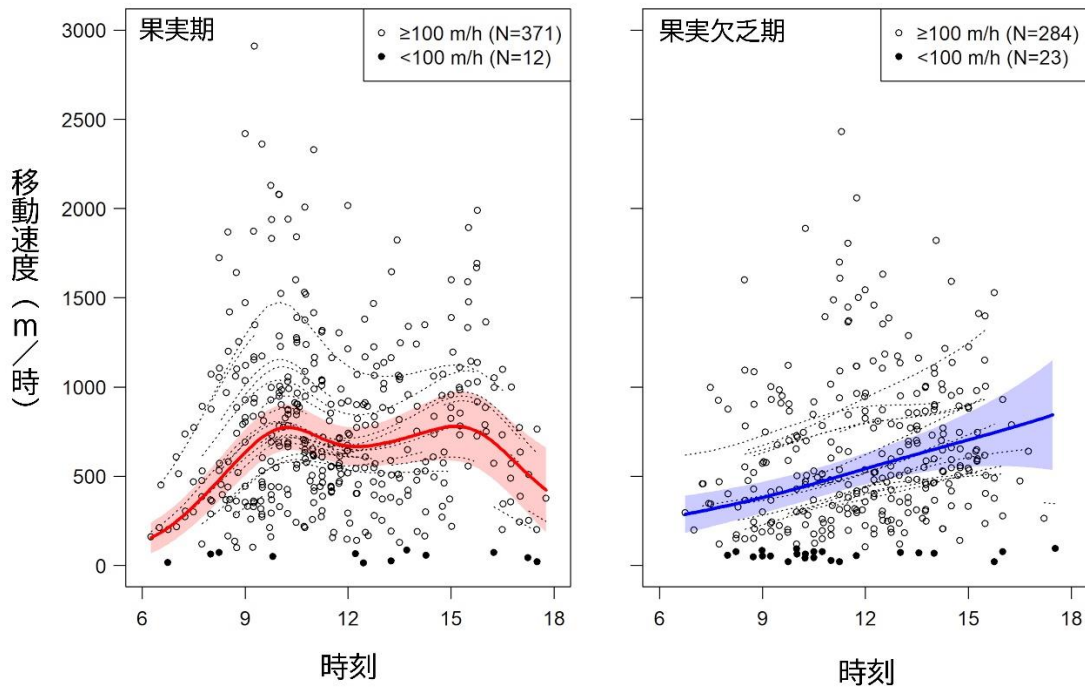 果実期
≥100 m/h (N=371)
<100 m/h (N=12)
果実欠乏期
≥100 m/h (N=284)
<100 m/h (N=23)
移動速度(m/時)
3000
2500
2000
1500
1000
500
0
6 9 12 15 18
6 9 12 15 18
時刻
時刻